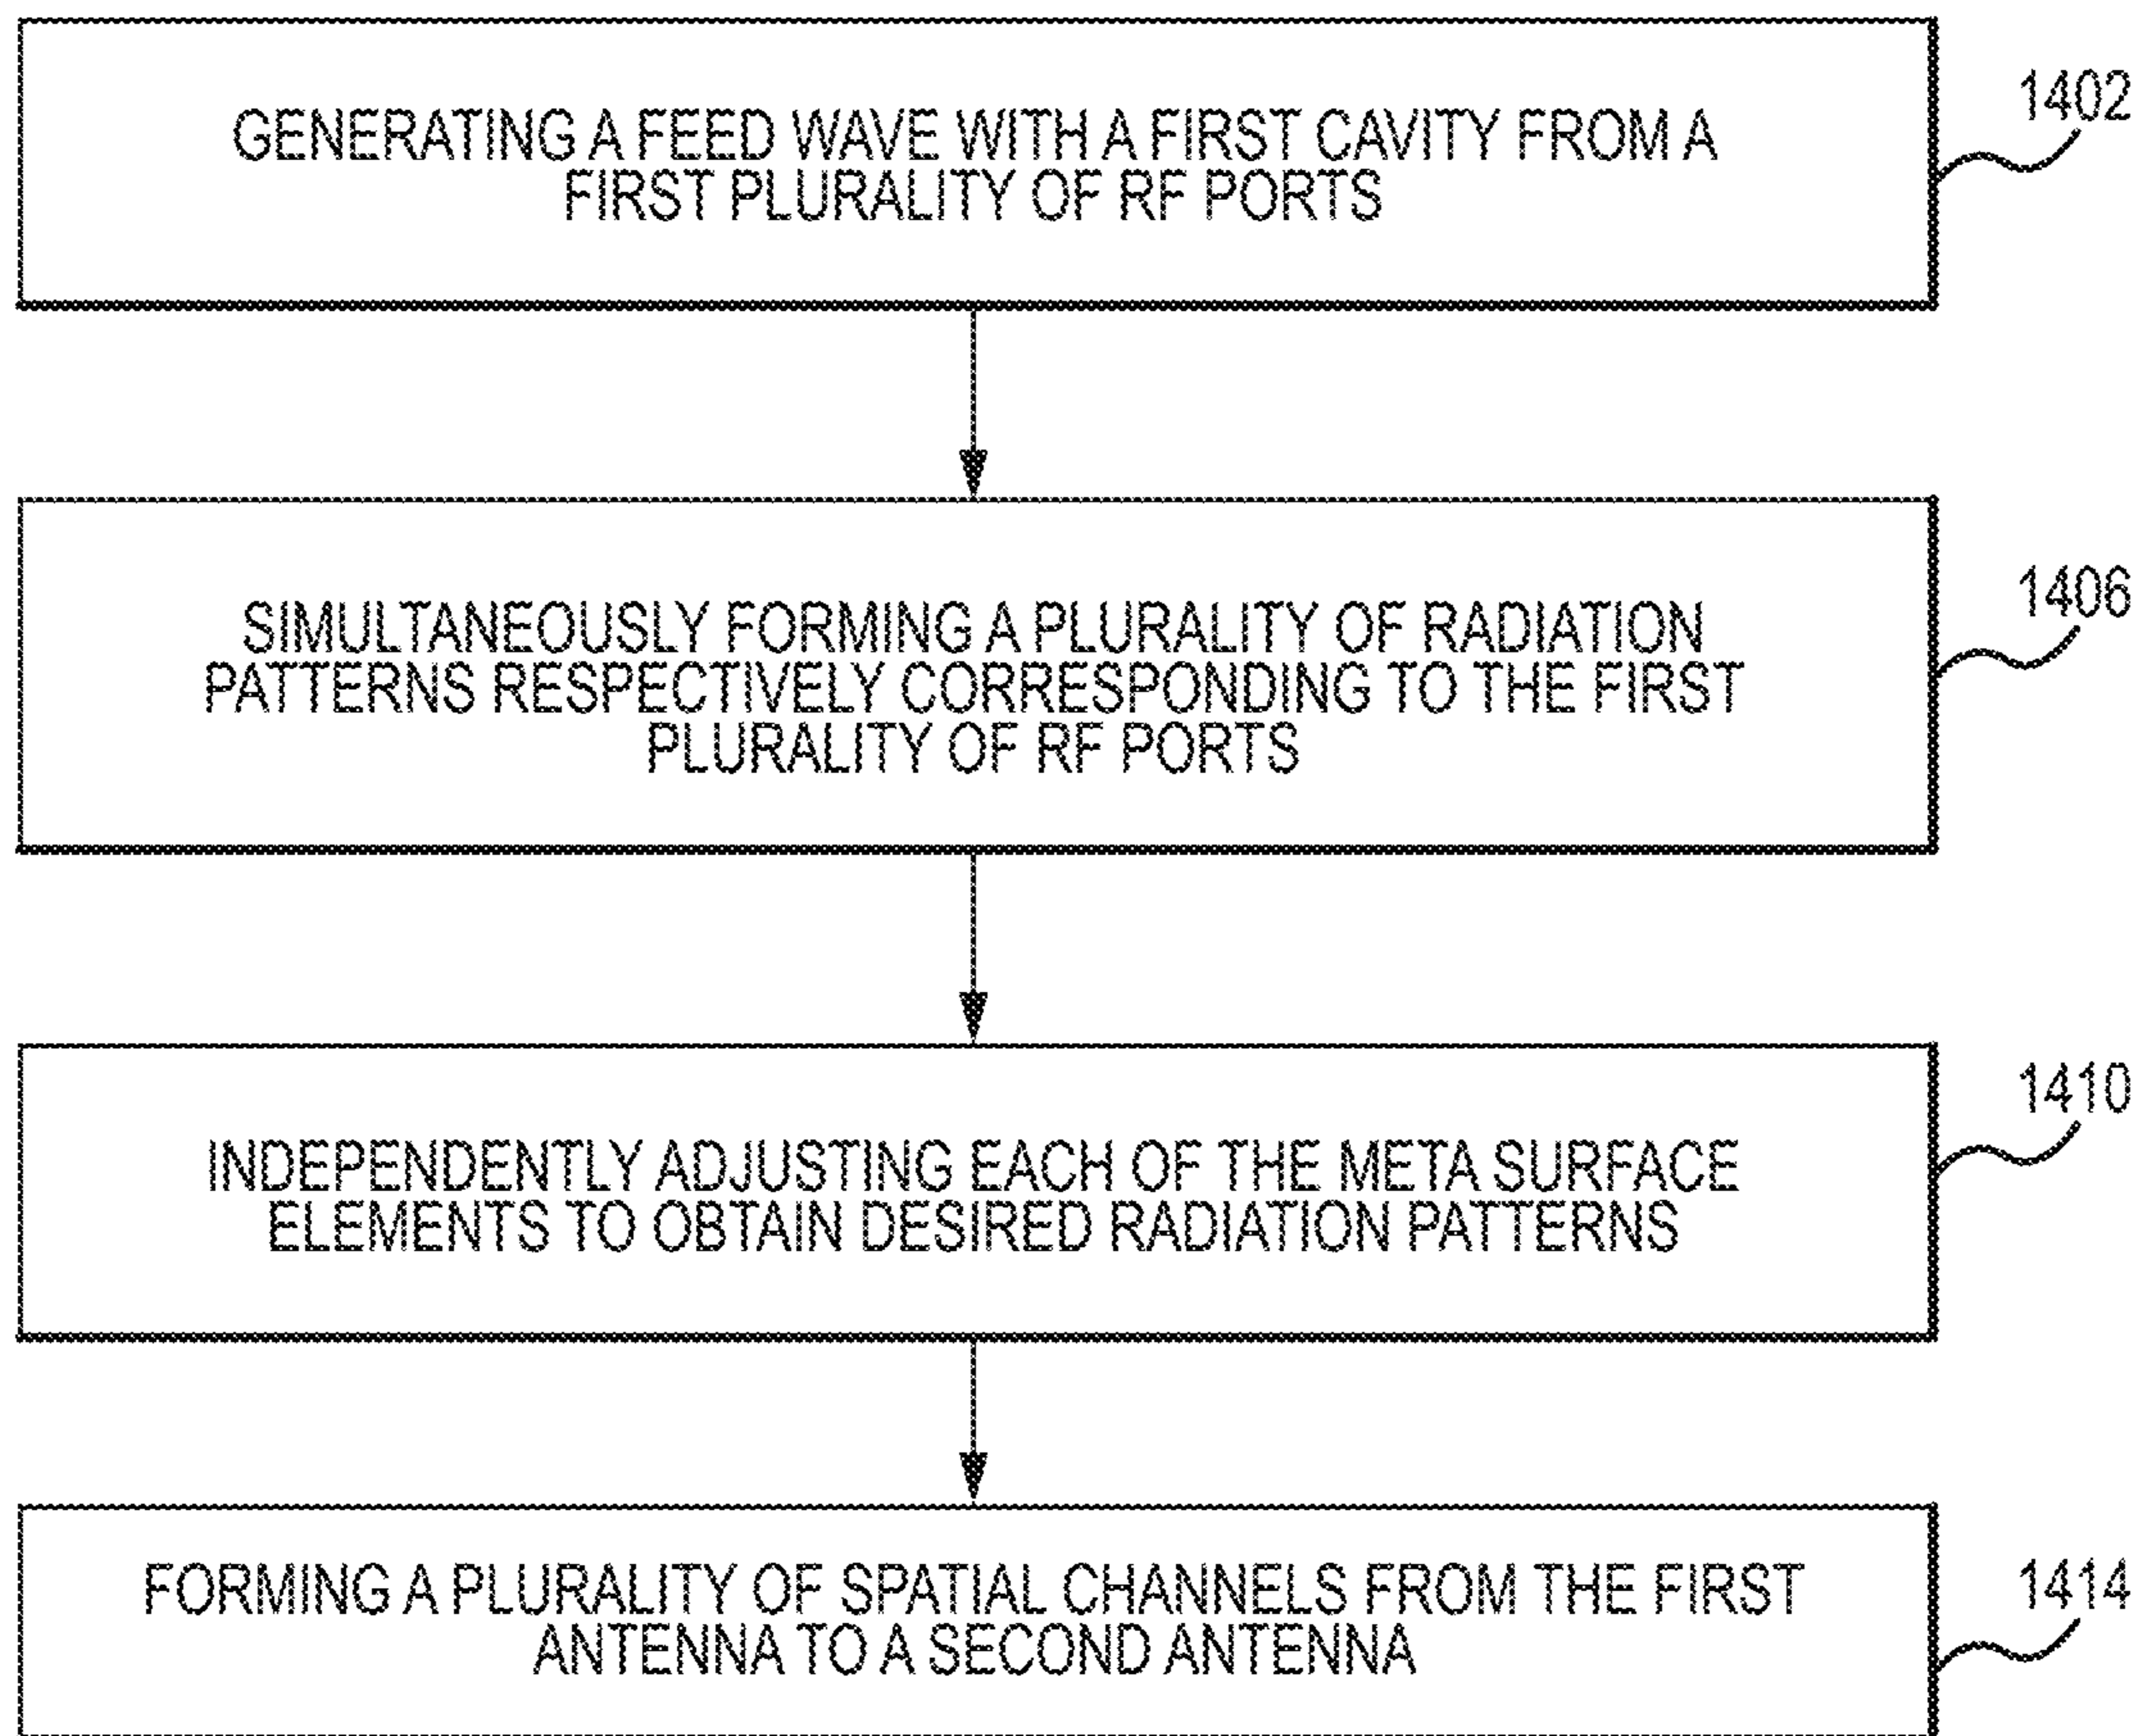 GENERATING A FEED WAVE WITH A FIRST CAVITY FROM A
FIRST PLURALITY OF RF PORTS
1402
SIMULTANEOUSLY FORMING A PLURALITY OF RADIATION
PATTERNS RESPECTIVELY CORRESPONDING TO THE FIRST
PLURALITY OF RF PORTS
1406
INDEPENDENTLY ADJUSTING EACH OF THE META SURFACE
ELEMENTS TO OBTAIN DESIRED RADIATION PATTERNS
1410
FORMING A PLURALITY OF SPATIAL CHANNELS FROM THE FIRST
ANTENNA TO A SECOND ANTENNA
1414